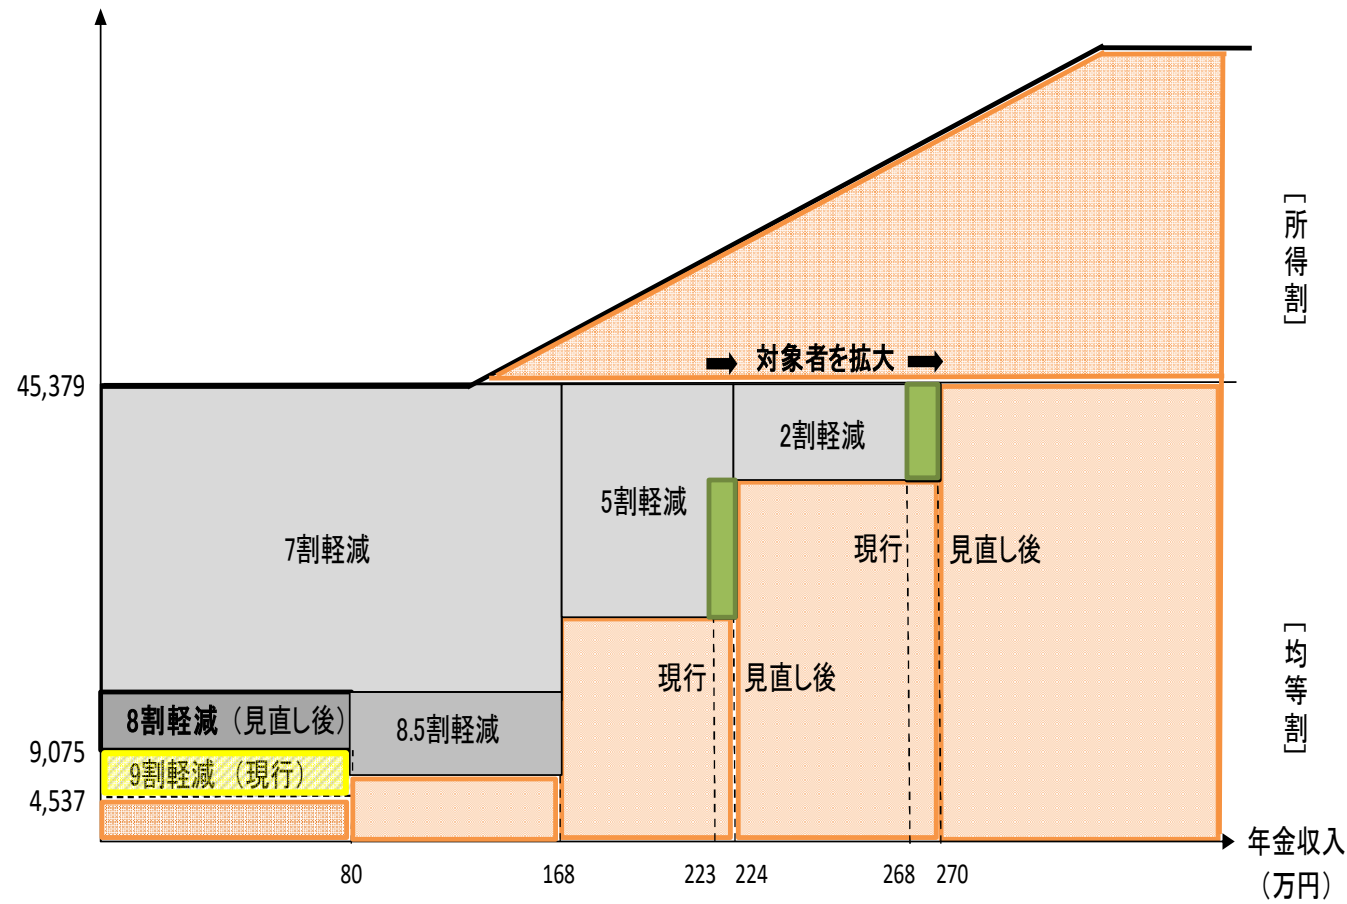 [所得割]
対象者を拡大
45,379
2割軽減
5割軽減
7割軽減
現行
見直し後
[均等割]
現行
見直し後
8割軽減（見直し後）
8.5割軽減
9,075
9割軽減（現行）
4,537
年金収入
（万円）
80
168
223
224
268
270